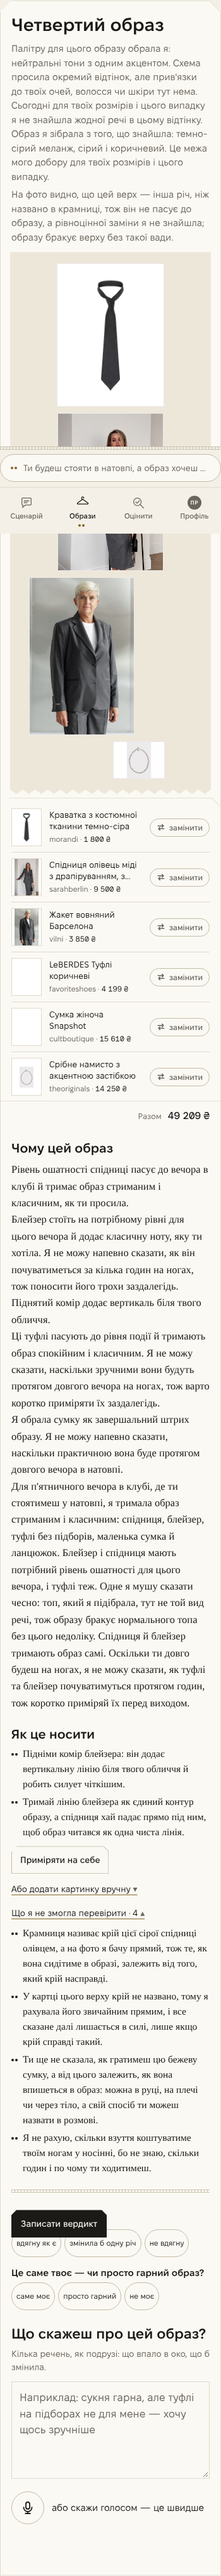 Четвертий образ
Палітру для цього образу обрала я:
нейтральні тони з одним акцентом. Схема
просила окремий відтінок, але прив'язки
до твоїх очей, волосся чи шкіри тут нема.
Сьогодні для твоїх розмірів і цього випадку
я не знайшла жодної речі в цьому відтінку.
Образ я зібрала з того, що знайшла: темно-
сірий меланж, сірий і коричневий. Це межа
мого добору для твоїх розмірів і цього
випадку.
На фото видно, що цей верх — інша річ, ніж
названо в крамниці, тож він не пасує до
образу, а рівноцінної заміни я не знайшла;
образу бракує верху без такої вади.
Ти будеш стояти в натовпі, а образ хочеш ...
Сценарій
Образи
Оцінити
ПР
Профіль
Краватка з костюмної
тканини темно-сіра
morandi · 1 800 ₴
замінити
Спідниця олівець міді
з драпіруванням, з...
sarahberlin · 9 500 ₴
замінити
Жакет вовняний
Барселона
vilni · 3 850 ₴
замінити
LeBERDES Туфлі
коричневі
favoriteshoes · 4 199 ₴
замінити
Сумка жіноча
Snapshot
cultboutique · 15 610 ₴
замінити
Срібне намисто з
акцентною застібкою
theoriginals · 14 250 ₴
замінити
Разом 49 209 ₴
Чому цей образ
Рівень ошатності спідниці пасує до вечора в
клубі й тримає образ стриманим і
класичним, як ти просила.
Блейзер стоїть на потрібному рівні для
цього вечора й додає класичну ноту, яку ти
хотіла. Я не можу напевно сказати, як він
почуватиметься за кілька годин на ногах,
тож поносити його трохи заздалегідь.
Піднятий комір додає вертикаль біля твого
обличчя.
Ці туфлі пасують до рівня події й тримають
образ спокійним і класичним. Я не можу
сказати, наскільки зручними вони будуть
протягом довгого вечора на ногах, тож варто
коротко приміряти їх заздалегідь.
Я обрала сумку як завершальний штрих
образу. Я не можу напевно сказати,
наскільки практичною вона буде протягом
довгого вечора в натовпі.
Для п'ятничного вечора в клубі, де ти
стоятимеш у натовпі, я тримала образ
стриманим і класичним: спідниця, блейзер,
туфлі без підборів, маленька сумка й
ланцюжок. Блейзер і спідниця мають
потрібний рівень ошатності для цього
вечора, і туфлі теж. Одне я мушу сказати
чесно: топ, який я підібрала, тут не той вид
речі, тож образу бракує нормального топа
без цього недоліку. Спідниця й блейзер
тримають образ самі. Оскільки ти довго
будеш на ногах, я не можу сказати, як туфлі
та блейзер почуватимуться протягом годин,
тож коротко приміряй їх перед виходом.
Як це носити
•• Підніми комір блейзера: він додає
вертикальну лінію біля твого обличчя й
робить силует чіткішим.
•• Тримай лінію блейзера як єдиний контур
образу, а спідниця хай падає прямо під ним,
щоб образ читався як одна чиста лінія.
Приміряти на себе
Або додати картинку вручну ▾
Що я не змогла перевірити · 4 ▴
•• Крамниця називає крій цієї сірої спідниці
олівцем, а на фото я бачу прямий, тож те, як
вона сидітиме в образі, залежить від того,
який крій насправді.
•• У картці цього верху крій не названо, тому я
рахувала його звичайним прямим, і все
сказане далі лишається в силі, лише якщо
крій справді такий.
•• Ти ще не сказала, як гратимеш цю бежеву
сумку, а від цього залежить, як вона
впишеться в образ: можна в руці, на плечі
чи через тіло, а свій спосіб ти можеш
назвати в розмові.
•• Я не рахую, скільки взуття коштуватиме
твоїм ногам у носінні, бо не знаю, скільки
годин і по чому ти ходитимеш.
Записати вердикт
вдягну як є
змінила б одну річ
не вдягну
Це саме твоє — чи просто гарний образ?
саме моє
просто гарний
не моє
Що скажеш про цей образ?
Кілька речень, як подрузі: що впало в око, що б
змінила.
Наприклад: сукня гарна, але туфлі
на підборах не для мене — хочу
щось зручніше
або скажи голосом — це швидше